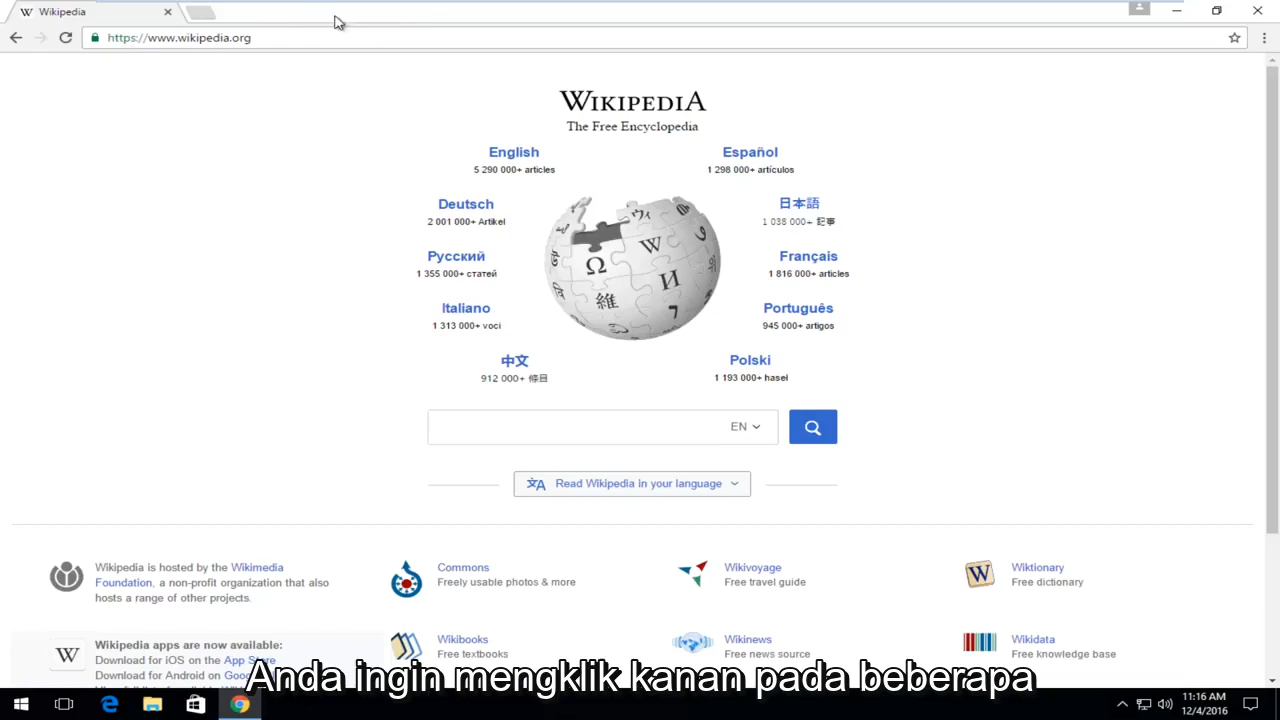 Wikipedia
https://www.wikipedia.org
WIKIPEDIA
The Free Encyclopedia
English
5 290 000+ articles
Español
1 298 000+ artículos
Deutsch
2 001 000+ Artikel
日本語
1 038 000+ 記事
Русский
1 355 000+ статей
Français
1 816 000+ articles
Italiano
1 313 000+ voci
Português
945 000+ artigos
中文
912 000+ 條目
Polski
1 193 000+ haseł
Ω
W
И
維
EN
Read Wikipedia in your language
Wikipedia is hosted by the Wikimedia
Foundation, a non-profit organization that also
hosts a range of other projects.
Commons
Freely usable photos & more
Wikivoyage
Free travel guide
W
Wiktionary
Free dictionary
W
Wikipedia apps are now available:
Download for iOS on the App Store
Download for Android on
Wikibooks
Free textbooks
Wikinews
Free news source
Wikidata
Free knowledge base
Anda ingin mengklik kanan pada beberapa
11:16 AM
12/4/2016